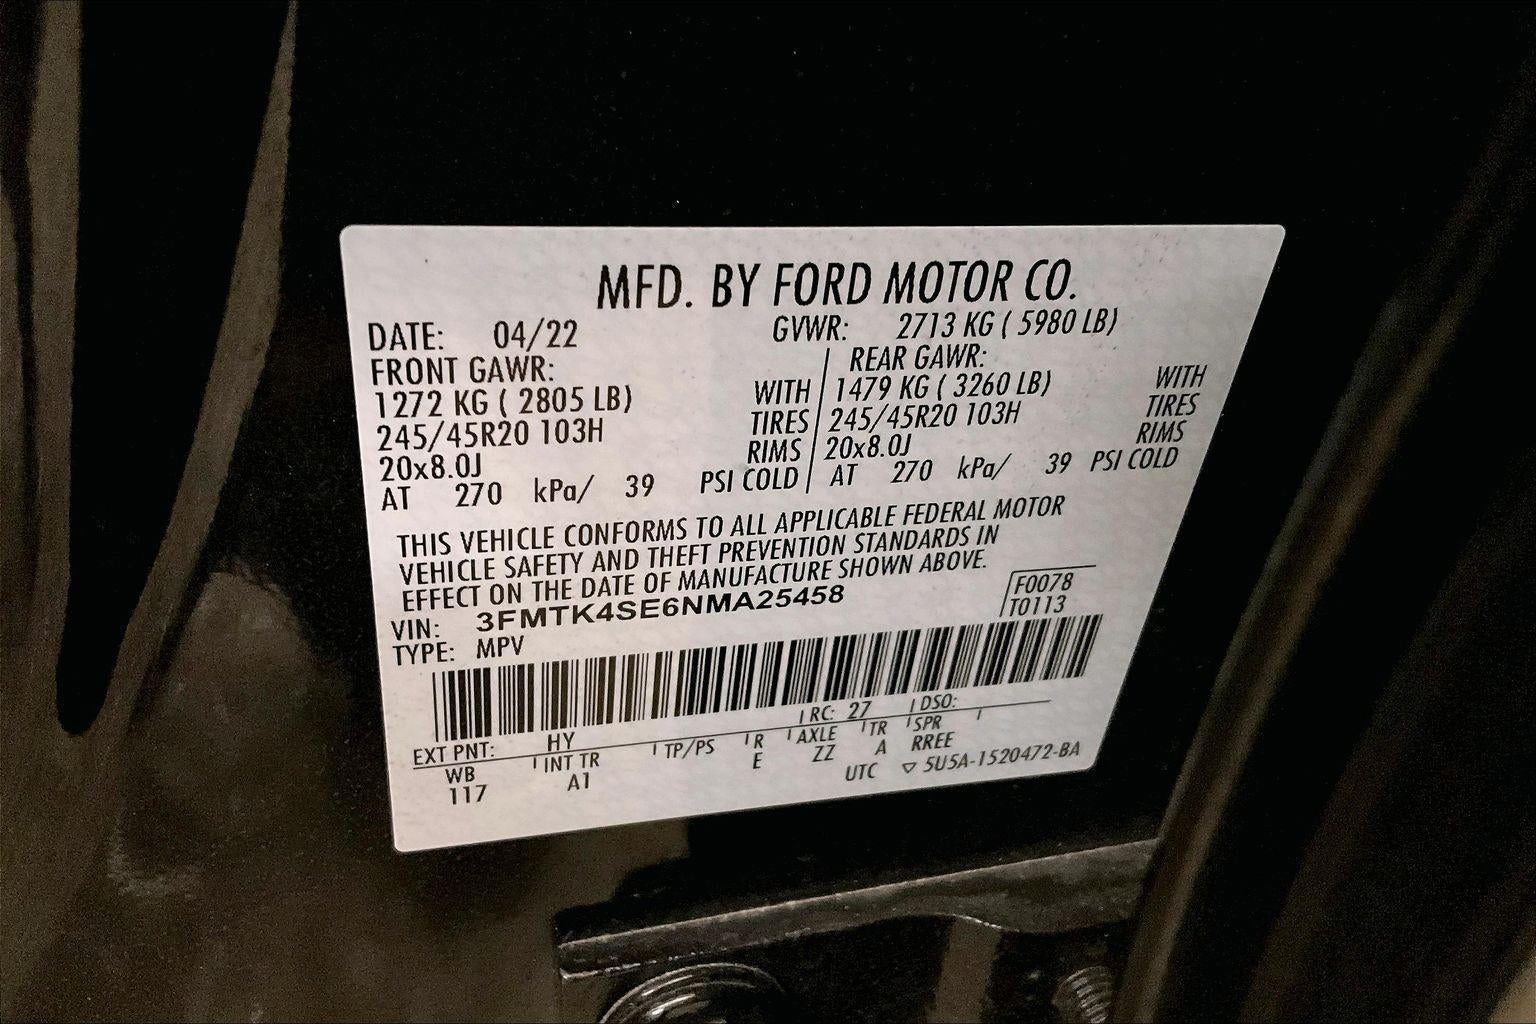 MFD. BY FORD MOTOR CO.
DATE: 04/22 GVWR: 2713 KG ( 5980 LB)
FRONT GAWR: REAR GAWR:
1272 KG ( 2805 LB) WITH 1479 KG ( 3260 LB) WITH
245/45R20 103H TIRES 245/45R20 103H TIRES
20x8.0J RIMS 20x8.0J RIMS
AT 270 kPa/ 39 PSI COLD AT 270 kPa/ 39 PSI COLD
THIS VEHICLE CONFORMS TO ALL APPLICABLE FEDERAL MOTOR
VEHICLE SAFETY AND THEFT PREVENTION STANDARDS IN
EFFECT ON THE DATE OF MANUFACTURE SHOWN ABOVE.
VIN: 3FMTK4SE6NMA25458 F0078
TYPE: MPV T0113
EXT PNT: HY RC: 27 DSO:
WB INT TR TP/PS R AXLE TR SPR
117 A1 E ZZ A RREE
UTC ▽ 5U5A-1520472-BA